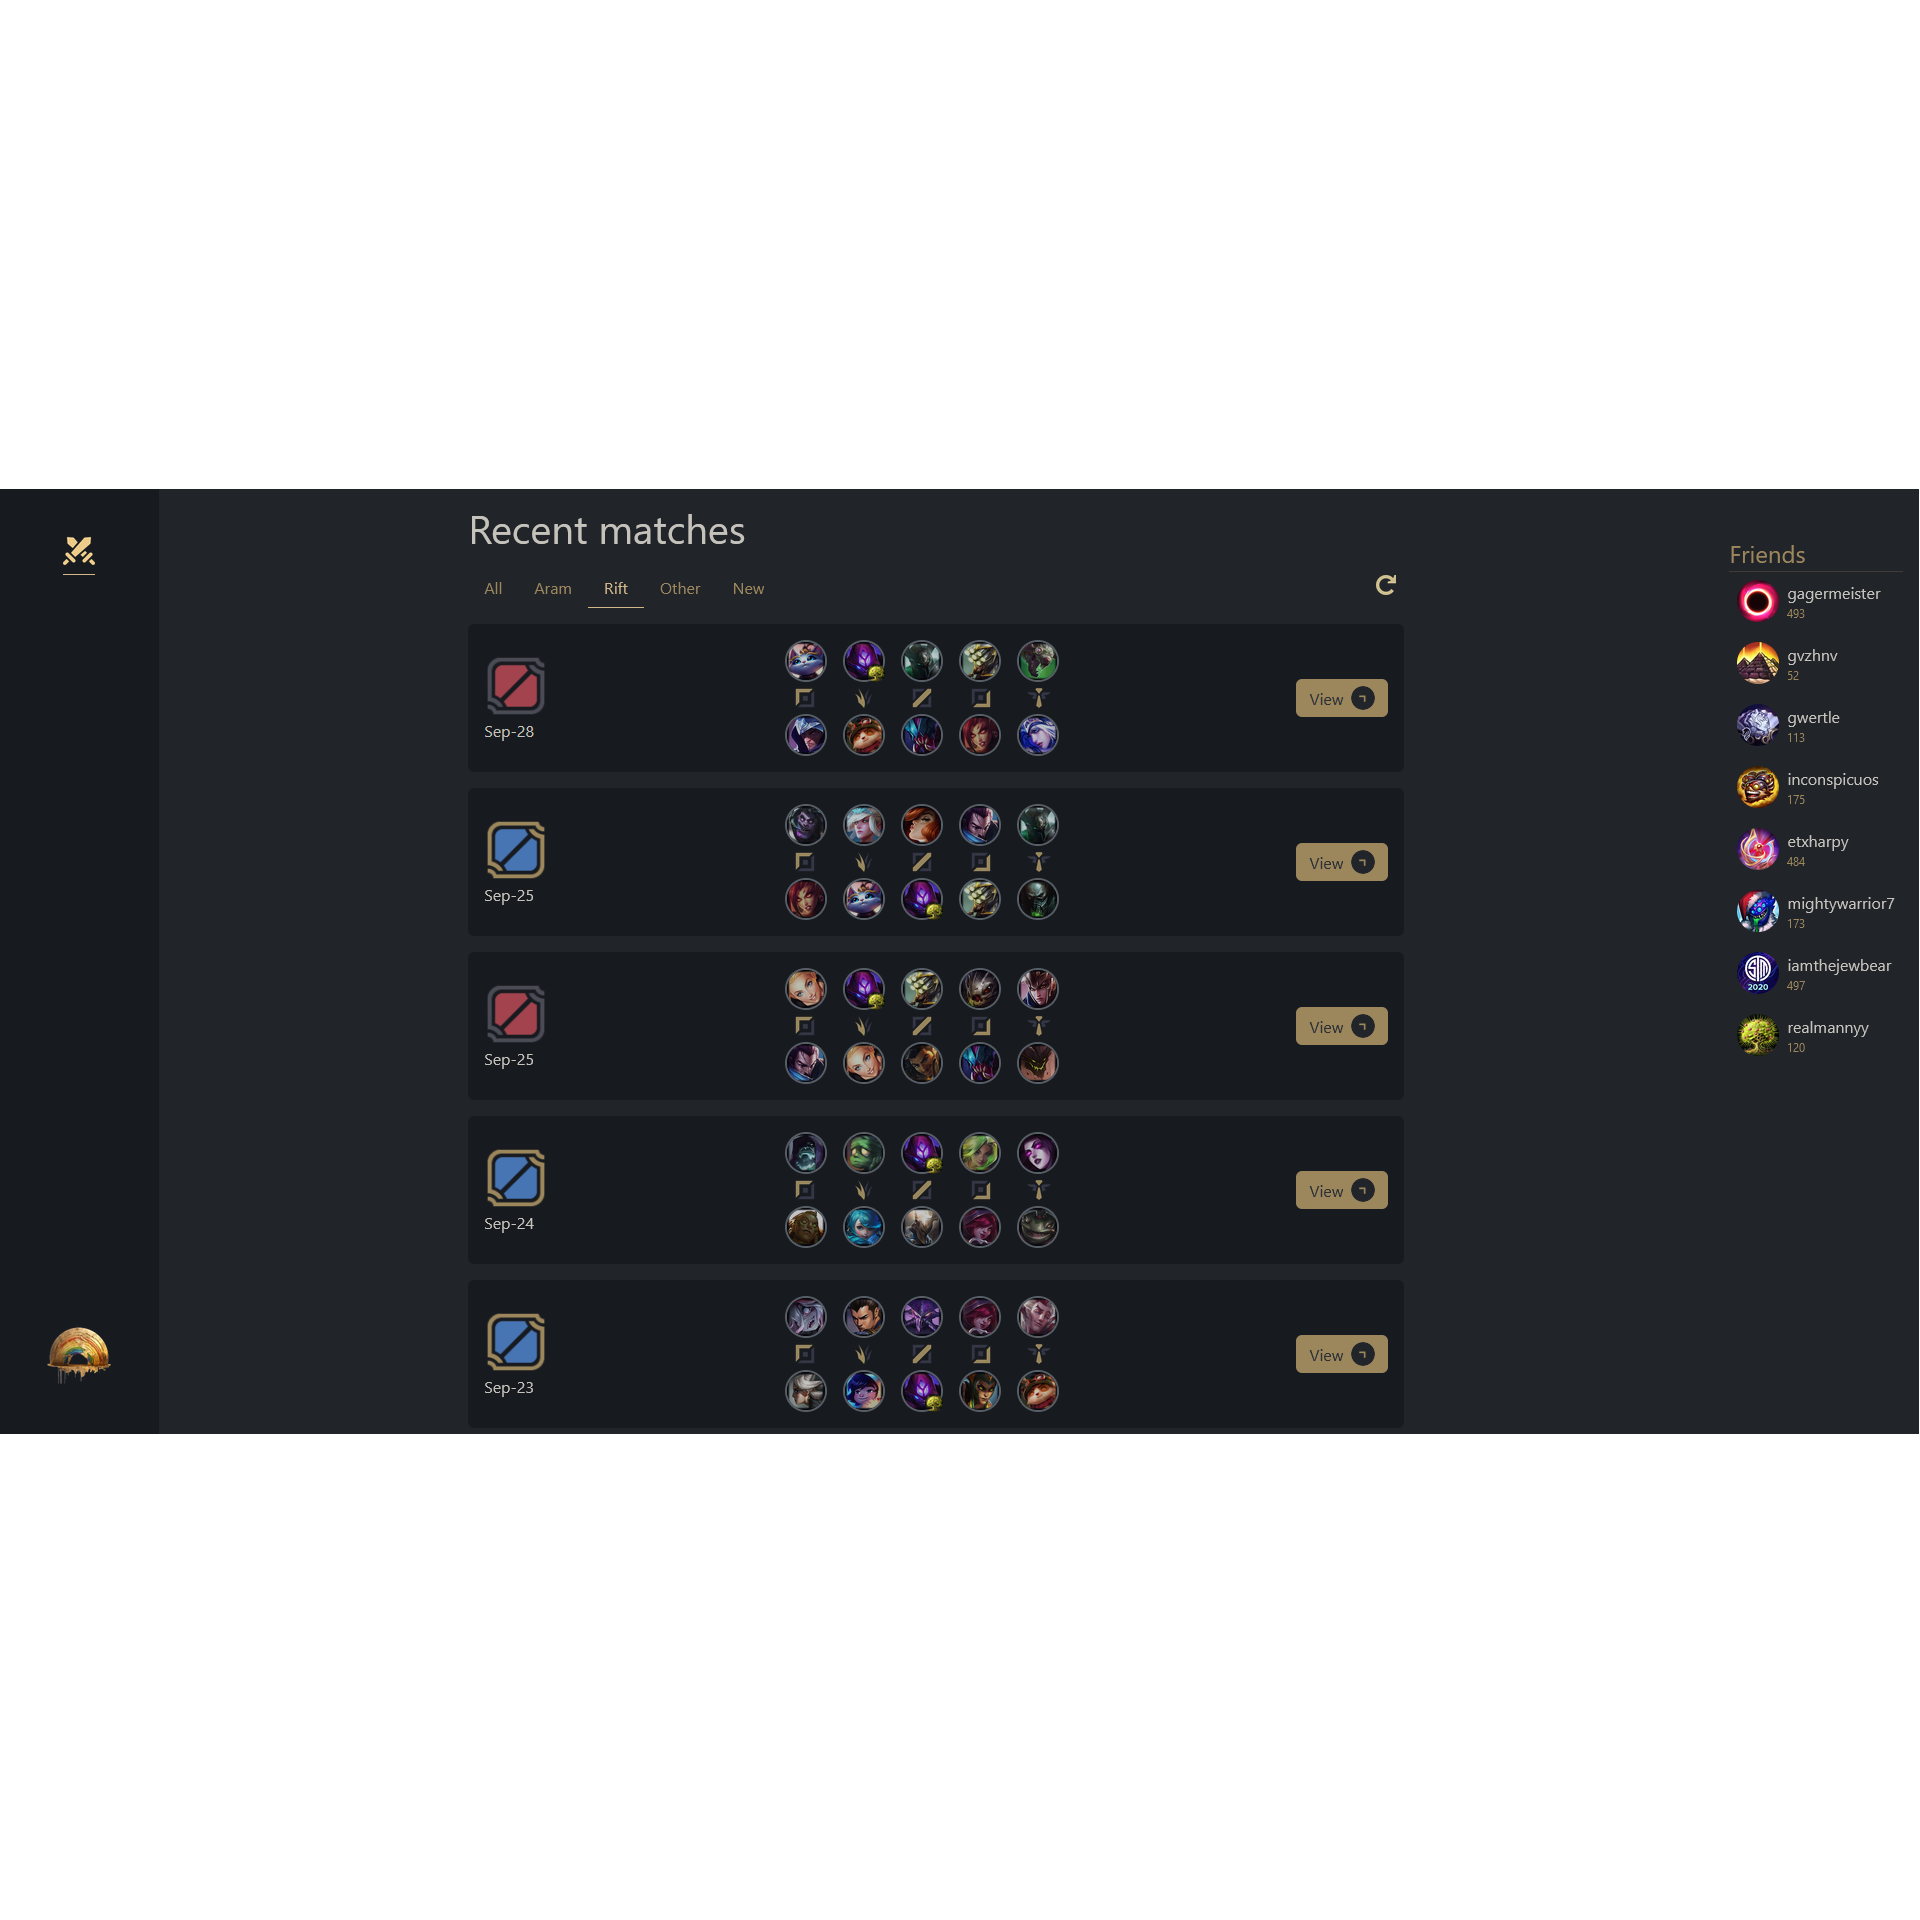 Recent matches
All Aram Rift Other New
Sep-28
View
Sep-25
View
Sep-25
View
Sep-24
View
Sep-23
View
Friends
gagermeister
493
gvzhnv
52
gwertle
113
inconspicuos
175
etxharpy
484
mightywarrior7
173
iamthejewbear
497
2020
realmannyy
120